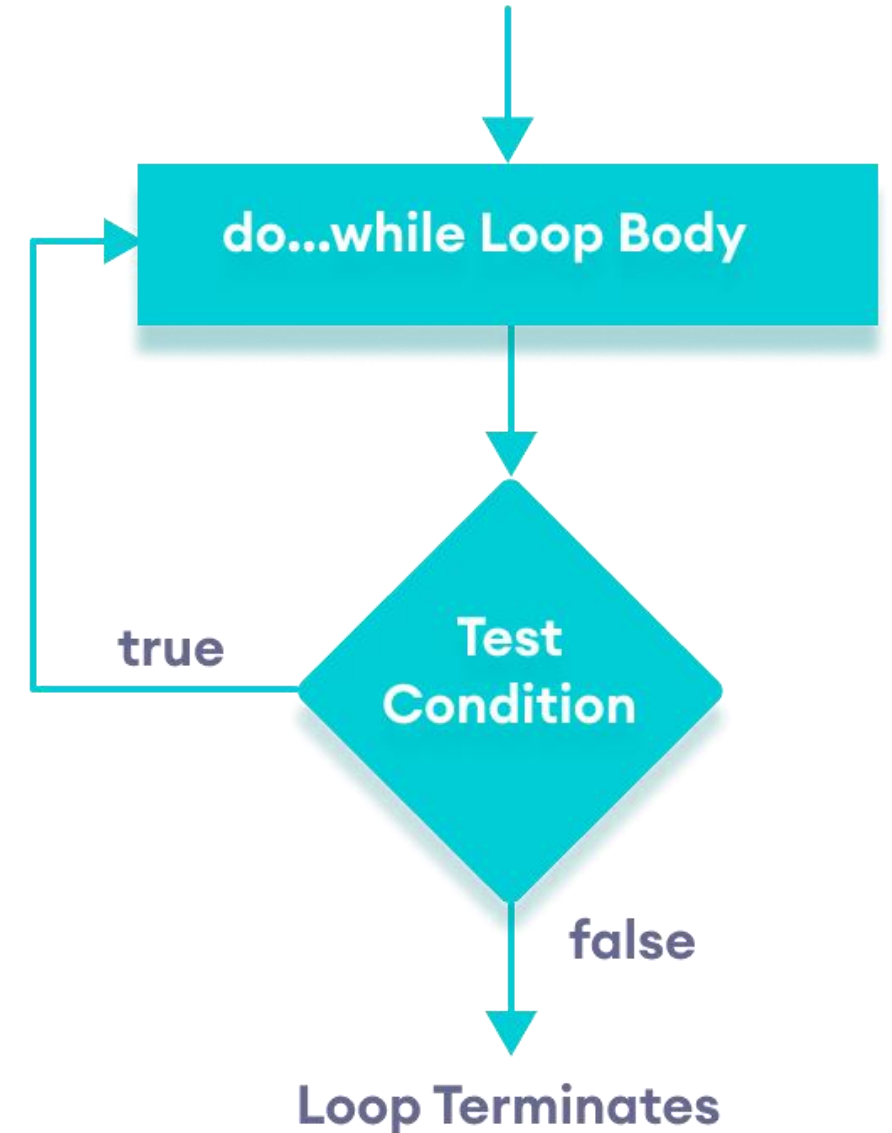 do...while Loop Body
true
Test
Condition
false
Loop Terminates